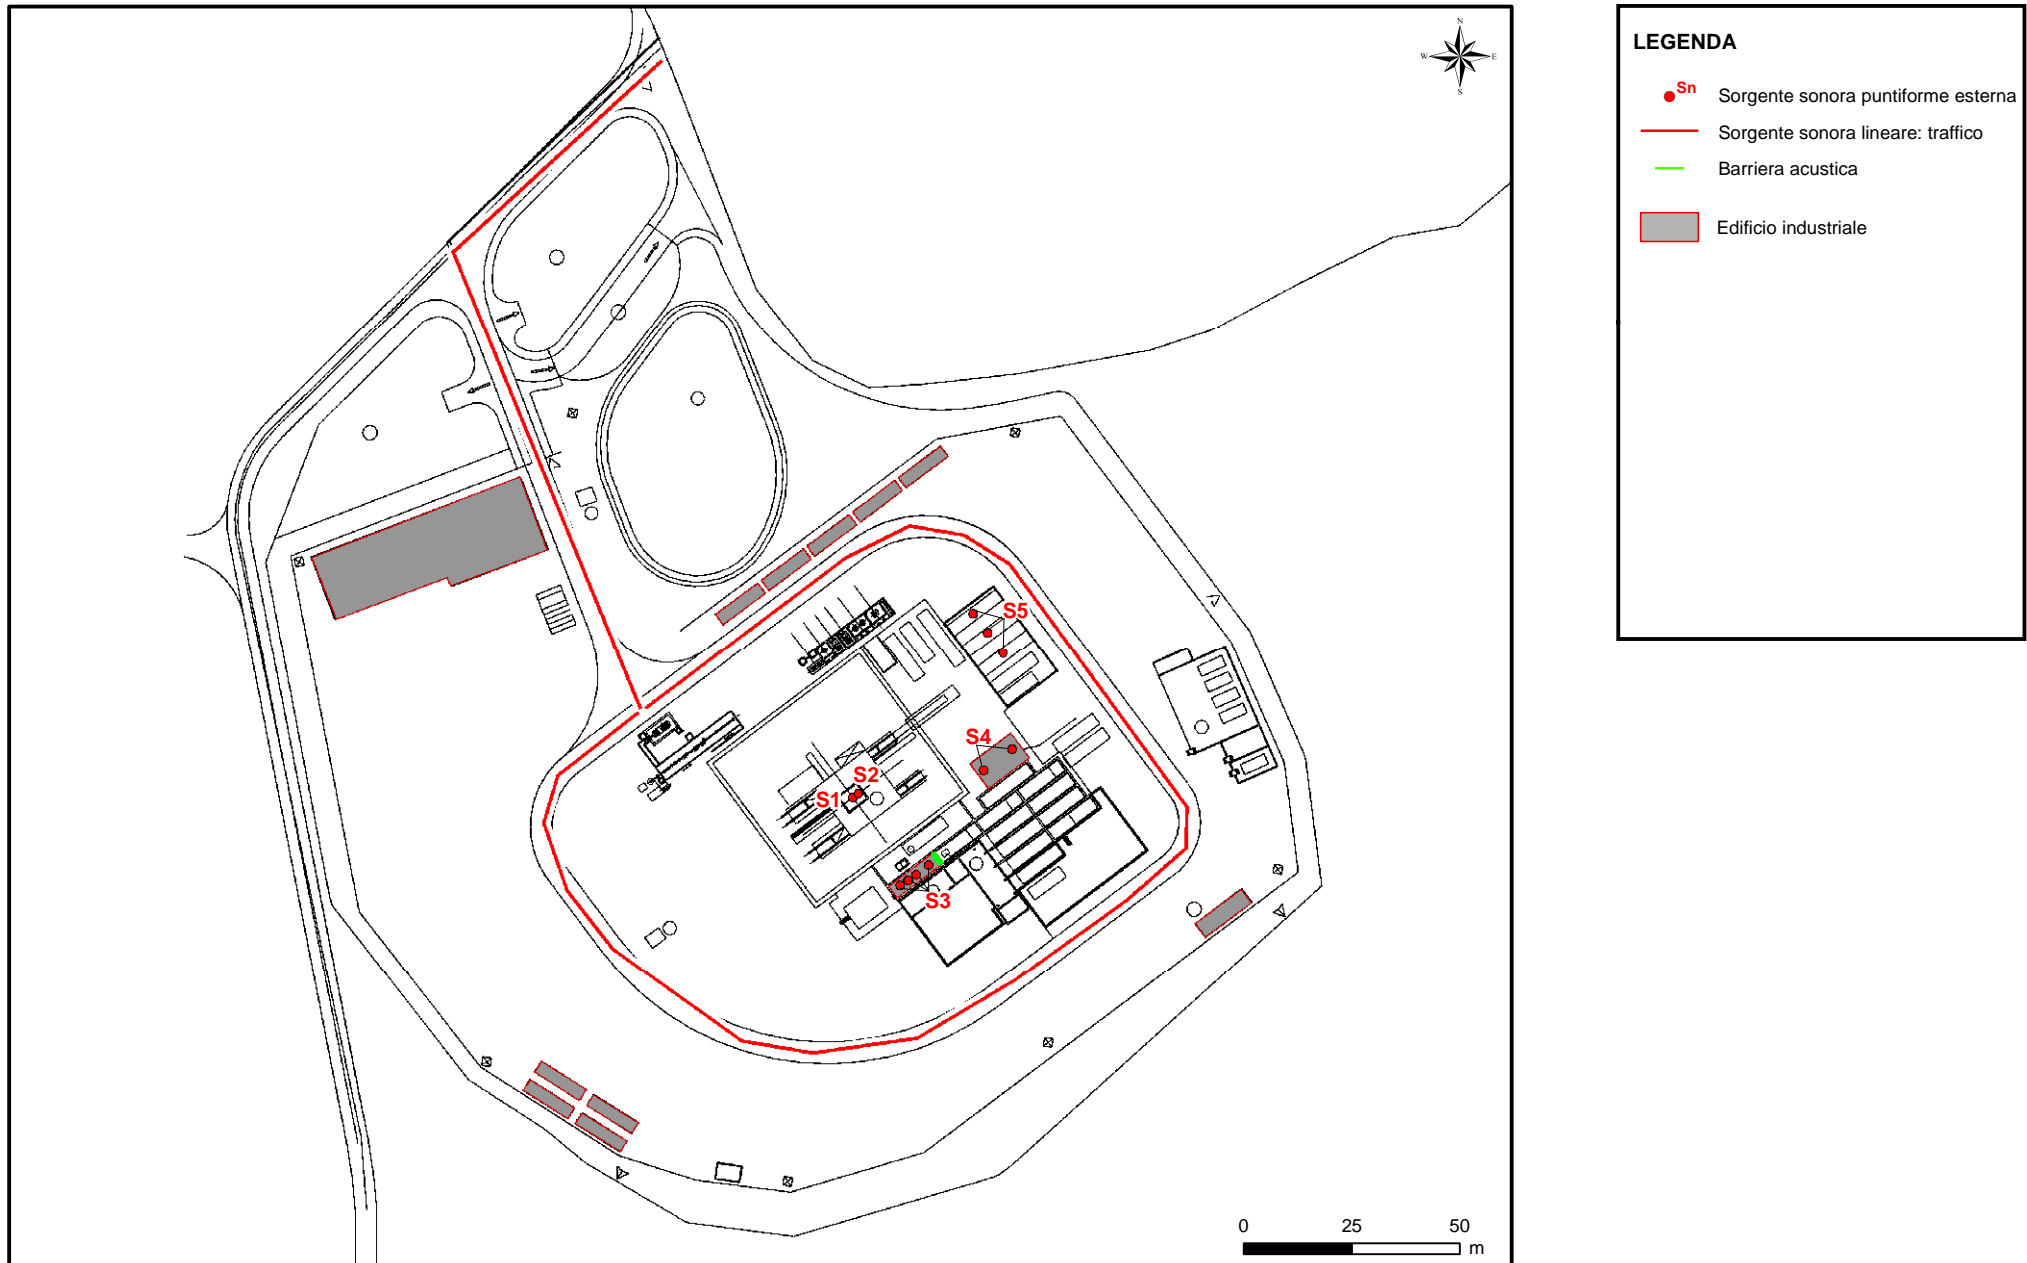 N
W
E
S
LEGENDA
Sn
Sorgente sonora puntiforme esterna
Sorgente sonora lineare: traffico
Barriera acustica
Edificio industriale
S5
S4
S2
S1
S3
0 25 50
m